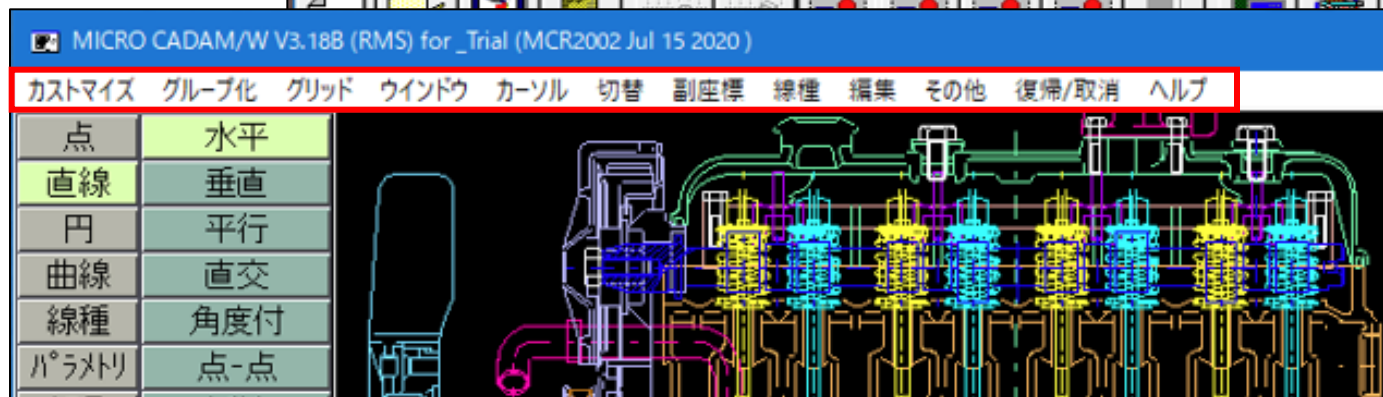 MICRO CADAM/W V3.18B (RMS) for _Trial (MCR2002 Jul 15 2020 )
カストマイズ グループ化 グリッド ウインドウ カーソル 切替 副座標 線種 編集 その他 復帰/取消 ヘルプ
点 水平
直線 垂直
円 平行
曲線 直交
線種 角度付
パラメトリ 点-点